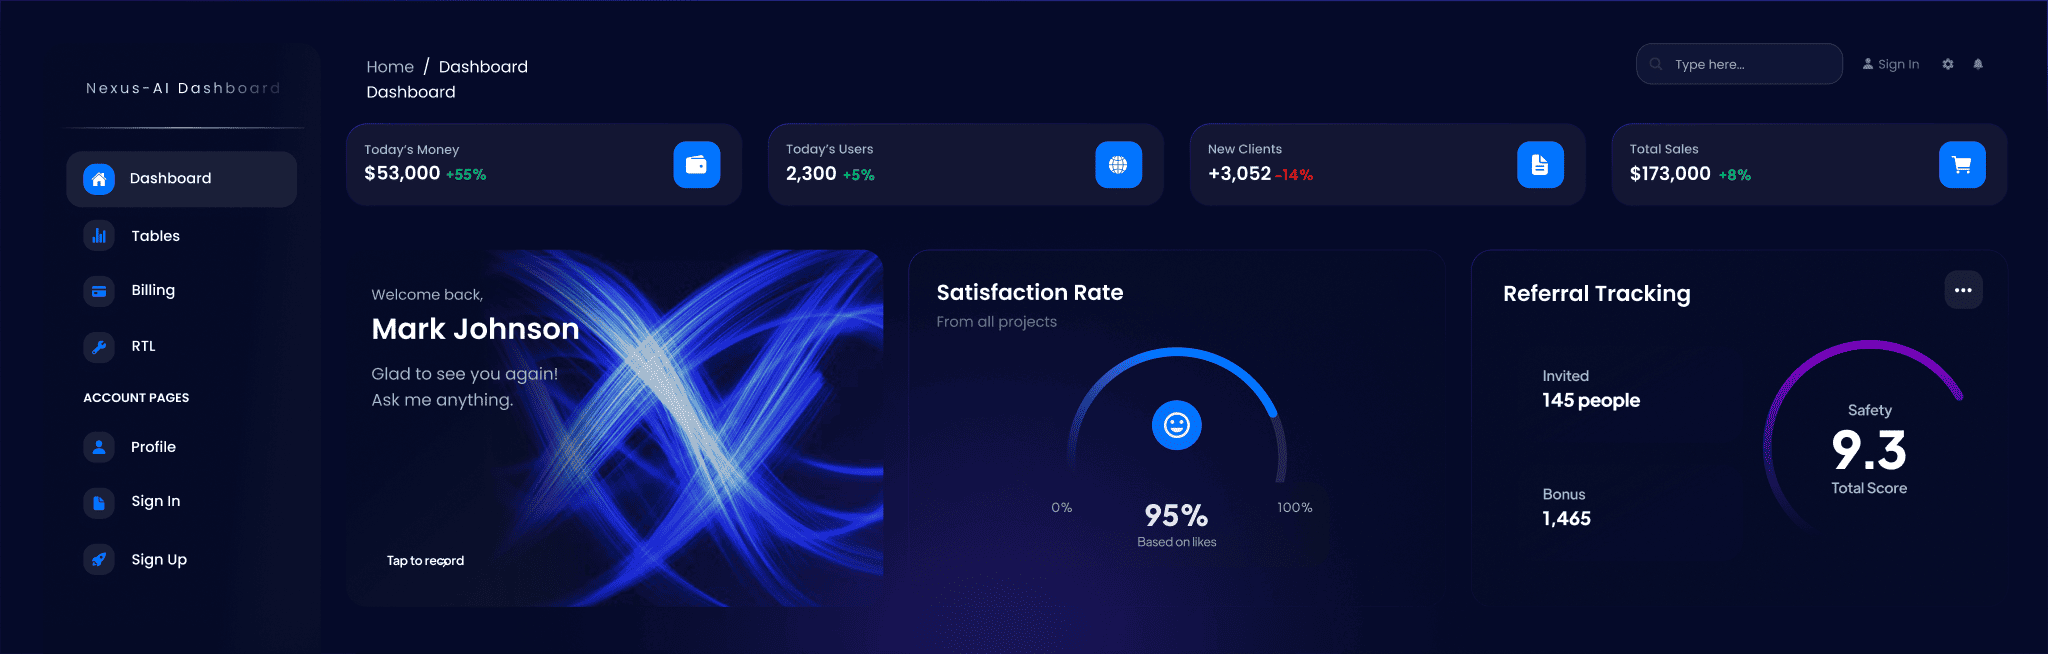 Nexus-AI Dashboard
Dashboard
Tables
Billing
RTL
ACCOUNT PAGES
Profile
Sign In
Sign Up
Home / Dashboard
Dashboard
Type here...
Sign In
Today's Money
$53,000 +55%
Today's Users
2,300 +5%
New Clients
+3,052 -14%
Total Sales
$173,000 +8%
Welcome back,
Mark Johnson
Glad to see you again!
Ask me anything.
Tap to record
Satisfaction Rate
From all projects
0%
95%
100%
Based on likes
Referral Tracking
Invited
145 people
Bonus
1,465
Safety
9.3
Total Score